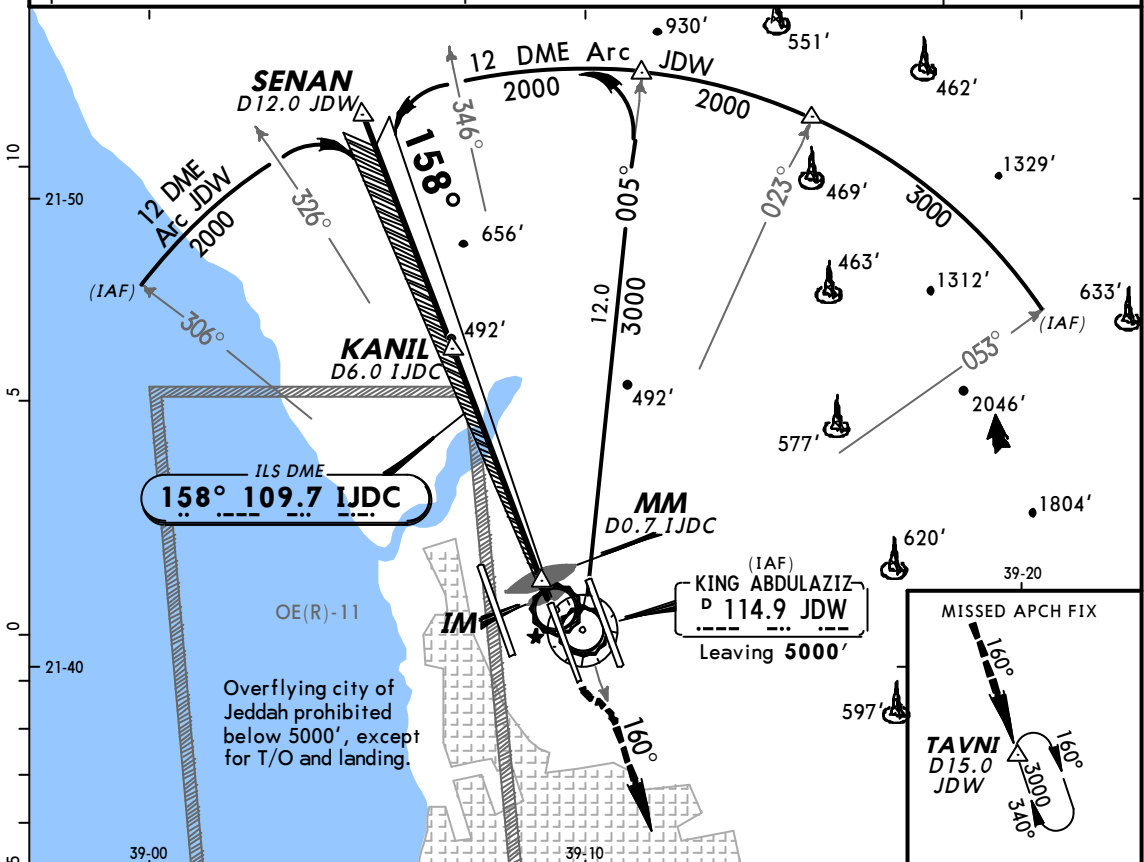 930'
551'
462'
12 DME Arc JDW
2000
2000
SENAN
D12.0 JDW
346°
158°
1329'
10
21-50
12 DME
Arc JDW
2000
326°
005°
023°
469'
3000
656'
463'
1312'
633'
(IAF)
306°
12.0
3000
(IAF)
053°
492'
KANIL
D6.0 IJDC
5
492'
2046'
577'
ILS DME
158° 109.7 IJDC
MM
D0.7 IJDC
1804'
620'
39-20
(IAF)
KING ABDULAZIZ
D 114.9 JDW
Leaving 5000'
OE(R)-11
IM
0
21-40
MISSED APCH FIX
160°
TAVNI
D15.0
JDW
160°
3000
340°
597'
Overflying city of
Jeddah prohibited
below 5000', except
for T/O and landing.
160°
39-00
39-10
5